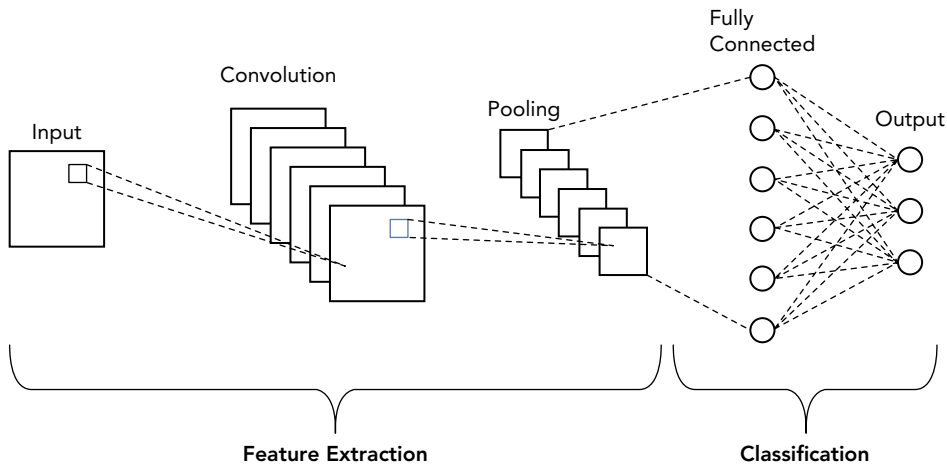 Input
Convolution
Pooling
Fully
Connected
Output
Feature Extraction
Classification